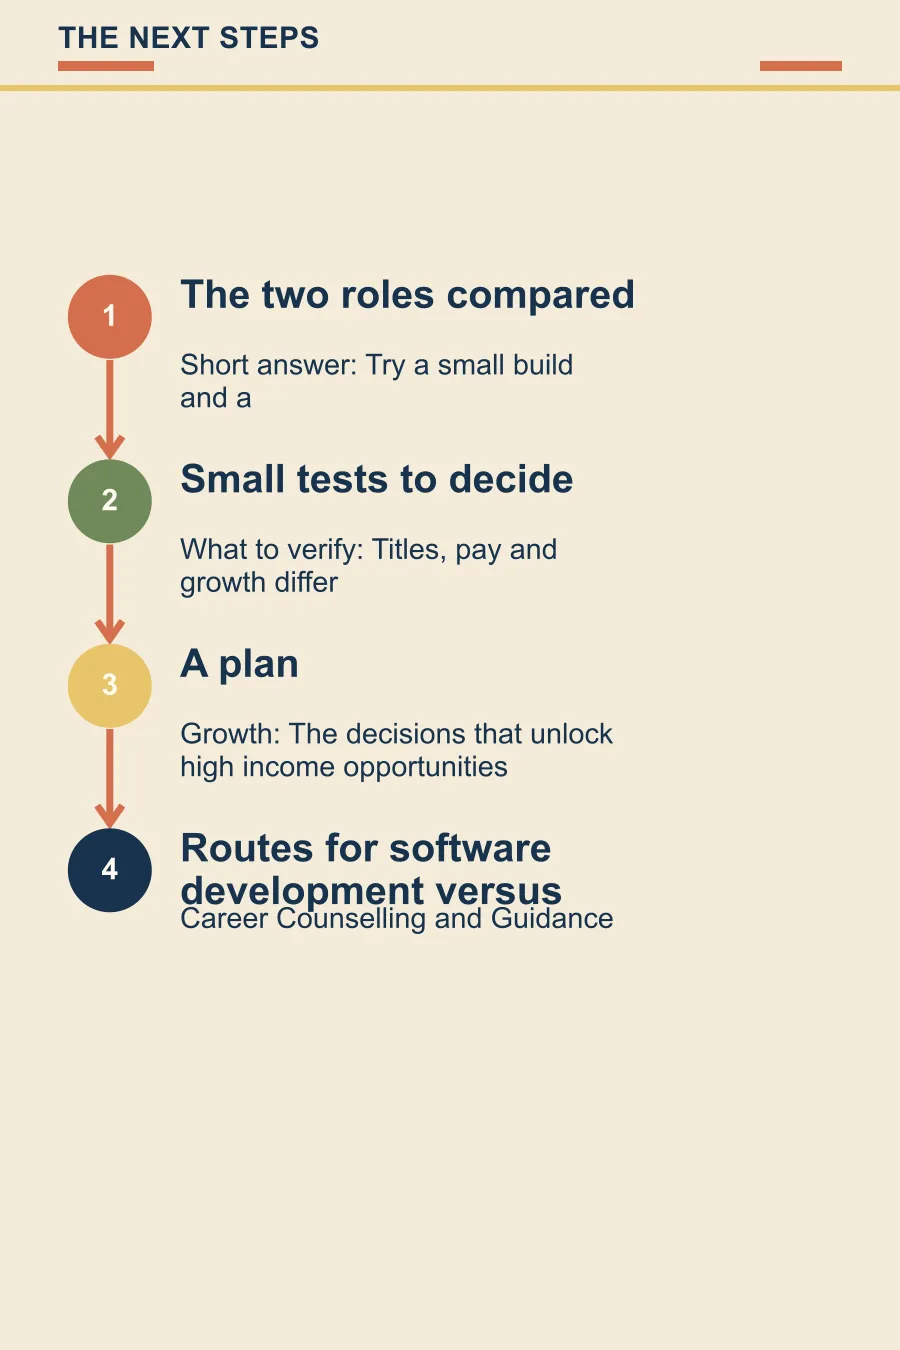 THE NEXT STEPS
1
The two roles compared
Short answer: Try a small build
and a
2
Small tests to decide
What to verify: Titles, pay and
growth differ
3
A plan
Growth: The decisions that unlock
high income opportunities
4
Routes for software
development versus
Career Counselling and Guidance